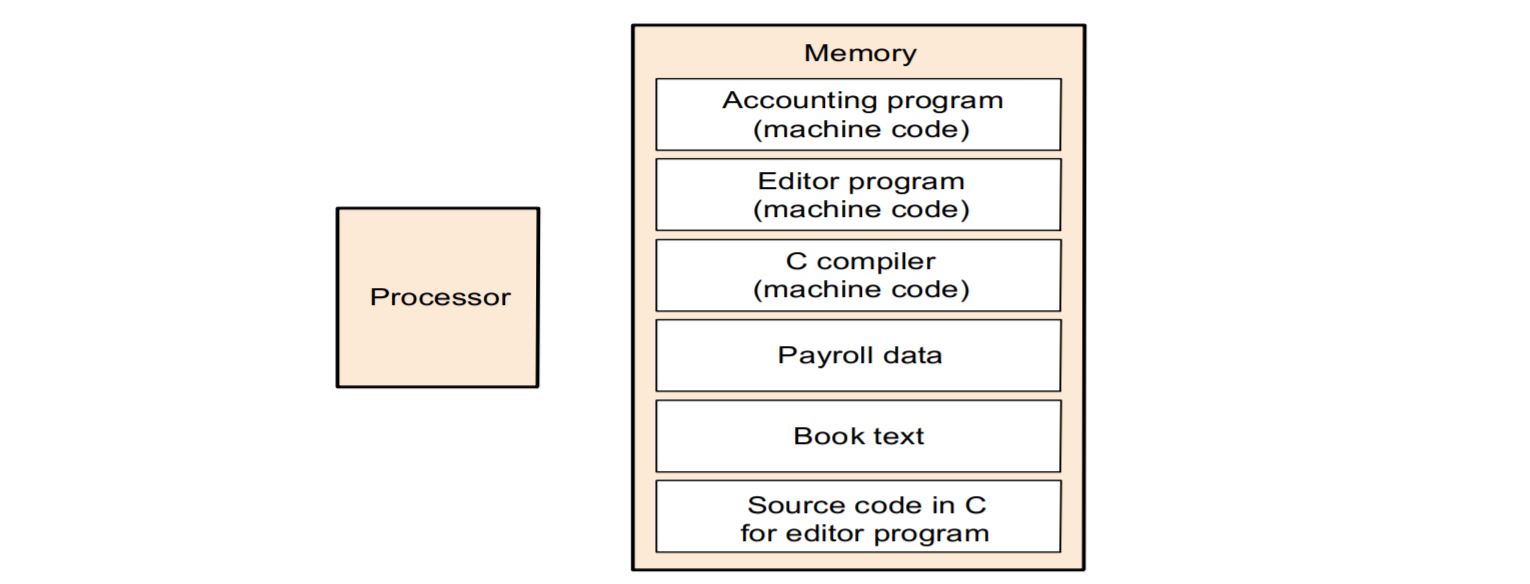 Memory
Accounting program
(machine code)
Editor program
(machine code)
C compiler
(machine code)
Processor
Payroll data
Book text
Source code in C
for editor program